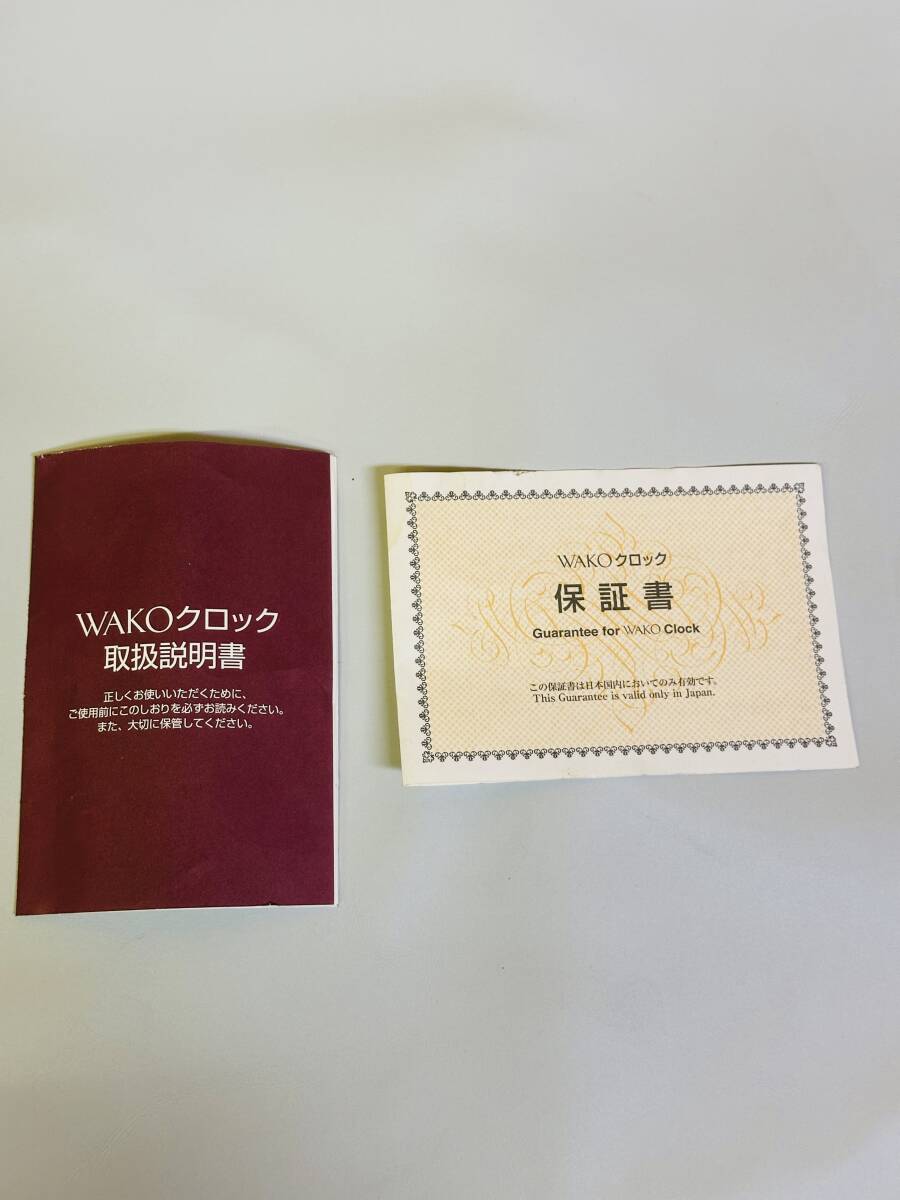 WAKOクロック
取扱説明書
正しくお使いいただくために、
ご使用前にこのしおりを必ずお読みください。
また、大切に保管してください。
WAKOクロック
保証書
Guarantee for WAKO Clock
この保証書は日本国内においてのみ有効です。
This Guarantee is valid only in Japan.